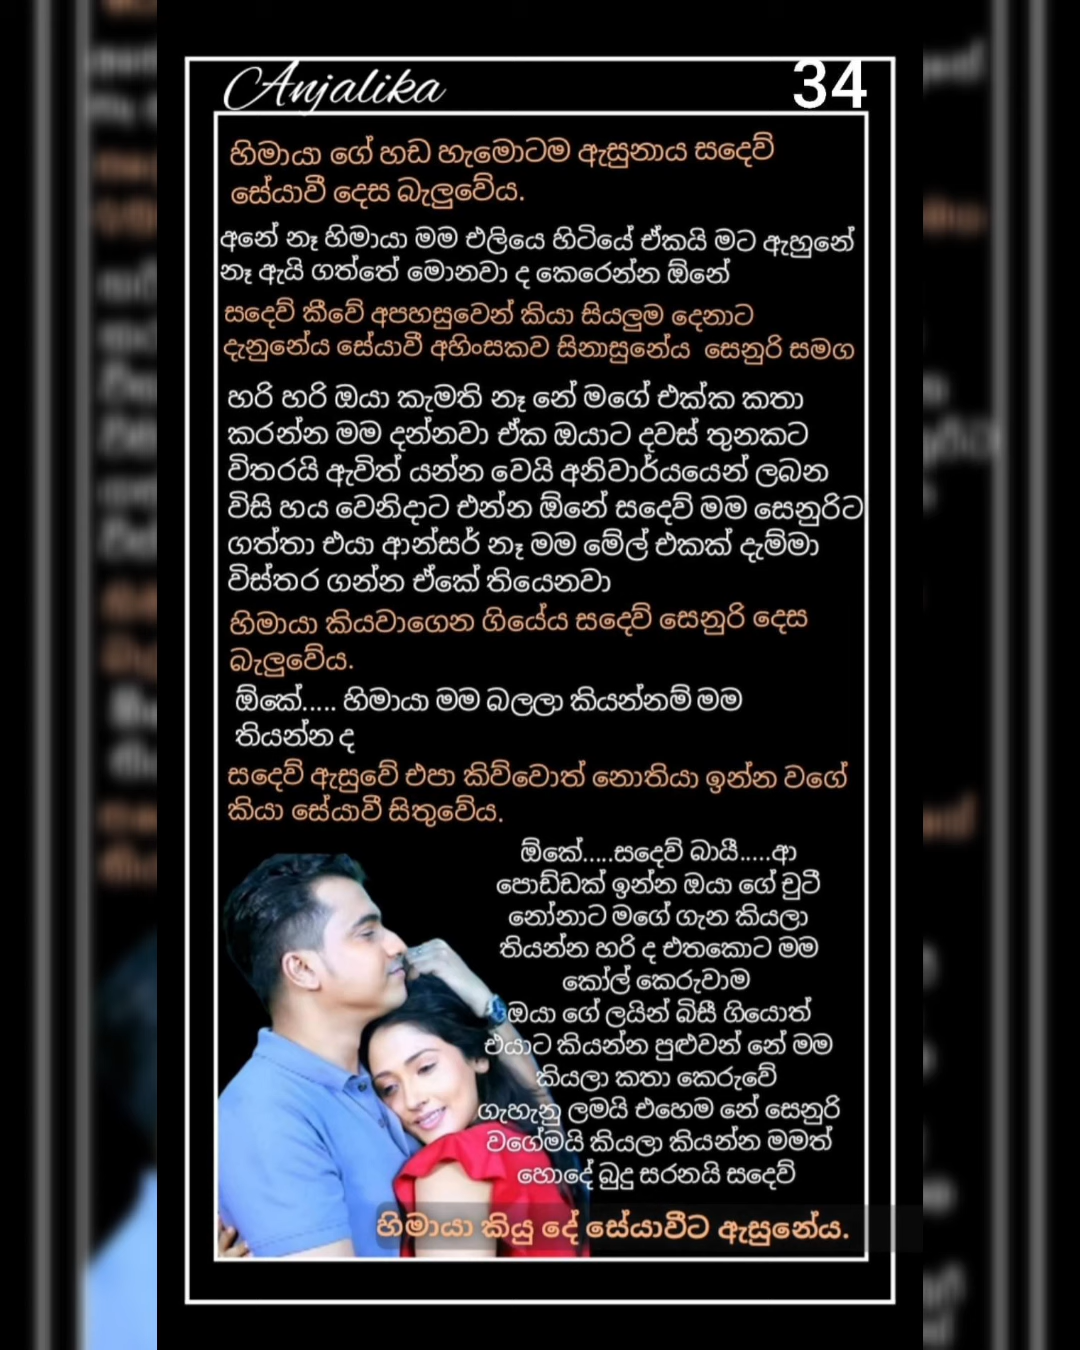 Anjalika
34
හිමායා ගේ හඩ හැමොටම ඇසුනාය සදෙව්
සේයාවී දෙස බැලුවේය.
අනේ නෑ හිමායා මම එලියෙ හිටියේ ඒකයි මට ඇහුනේ
නෑ ඇයි ගත්තේ මොනවා ද කෙරෙන්න ඕනේ
සදෙව් කීවේ අපහසුවෙන් කියා සියලුම දෙනාට
දැනුනේය සේයාවී අහිංසකව සිනාසුනේය සෙනුරි සමග
හරි හරි ඔයා කැමති නෑ නේ මගේ එක්ක කතා
කරන්න මම දන්නවා ඒක ඔයාට දවස් තුනකට
විතරයි ඇවිත් යන්න වෙයි අනිවාර්යයෙන් ලබන
විසි හය වෙනිදාට එන්න ඕනේ සදෙව් මම සෙනුරිට
ගත්තා එයා ආන්සර් නෑ මම මේල් එකක් දැම්මා
විස්තර ගන්න ඒකේ තියෙනවා
හිමායා කියවාගෙන ගියේය සදෙව් සෙනුරි දෙස
බැලුවේය.
ඕකේ..... හිමායා මම බලලා කියන්නම් මම
තියන්න ද
සදෙව් ඇසුවේ එපා කිව්වොත් නොතියා ඉන්න වගේ
කියා සේයාවී සිතුවේය.
ඕකේ.....සදෙව් බායී.....ආ
පොඩ්ඩක් ඉන්න ඔයා ගේ චූටී
නෝනාට මගේ ගැන කියලා
තියන්න හරි ද එතකොට මම
කෝල් කෙරුවාම
ඔයා ගේ ලයින් බිසී ගියොත්
එයාට කියන්න පුළුවන් නේ මම
කියලා කතා කෙරුවේ
ගැහැනු ලමයි එහෙම නේ සෙනුරි
වගේමයි කියලා කියන්න මමත්
හොදේ බුදු සරනයි සදෙව්
හිමායා කියු දේ සේයාවීට ඇසුනේය.